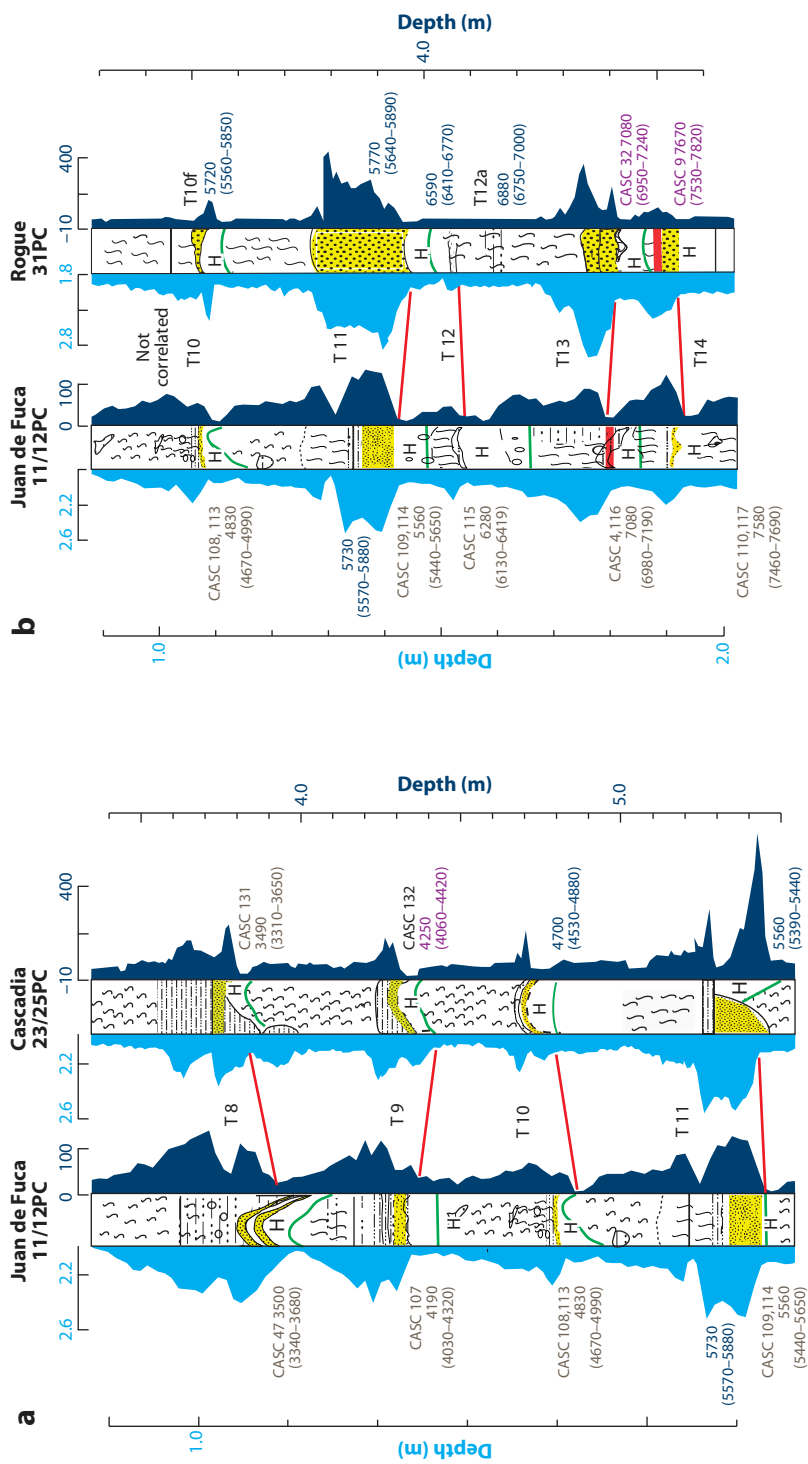 a
Juan de Fuca
11/12PC
Cascadia
23/25PC
2.6
2.2
0
100
2.6
2.2
–10
400
Depth (m)
1.0
Depth (m)
4.0
5.0
CASC 47 3500
(3340–3680)
CASC 107
4190
(4030–4320)
CASC 108,113
4830
(4670–4990)
5730
(5570–5880)
CASC 109,114
5560
(5440–5650)
H
H
H
H
T 8
T 9
T 10
T 11
H
H
H
H
CASC 131
3490
(3310–3650)
CASC 132
4250
(4060–4420)
4700
(4530–4880)
5560
(5390–5440)
b
Juan de Fuca
11/12PC
Rogue
31PC
2.6
2.2
0
100
2.8
1.8
–10
400
Depth (m)
1.0
2.0
Depth (m)
4.0
CASC 108, 113
4830
(4670–4990)
5730
(5570–5880)
CASC 109,114
5560
(5440–5650)
CASC 115
6280
(6130–6419)
CASC 4,116
7080
(6980–7190)
CASC 110,117
7580
(7460–7690)
H
H
H
H
H
Not
correlated
T10
T 11
T 12
T13
T14
H
H
H
H
T10f
5720
(5560–5850)
5770
(5640–5890)
6590
(6410–6770)
T12a
6880
(6750–7000)
CASC 32 7080
(6950–7240)
CASC 9 7670
(7530–7820)